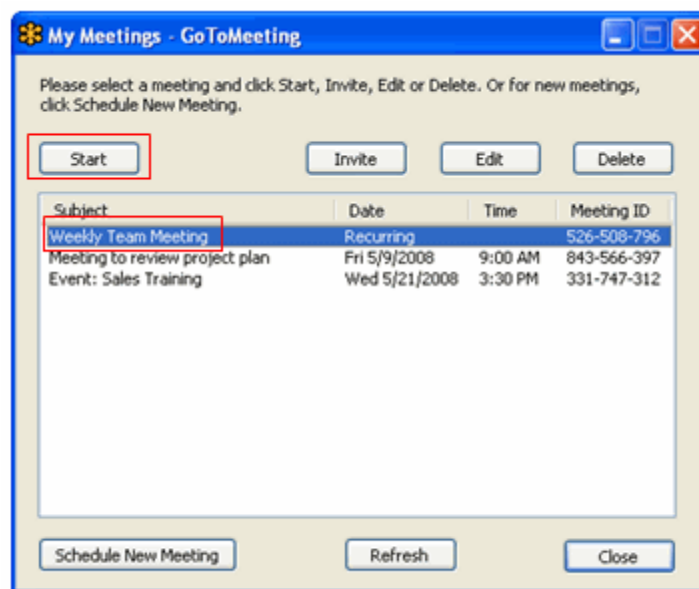 My Meetings - GoToMeeting
Please select a meeting and click Start, Invite, Edit or Delete. Or for new meetings,
click Schedule New Meeting.
Start Invite Edit Delete
Subject Date Time Meeting ID
Weekly Team Meeting Recurring 526-508-796
Meeting to review project plan Fri 5/9/2008 9:00 AM 843-566-397
Event: Sales Training Wed 5/21/2008 3:30 PM 331-747-312
Schedule New Meeting Refresh Close